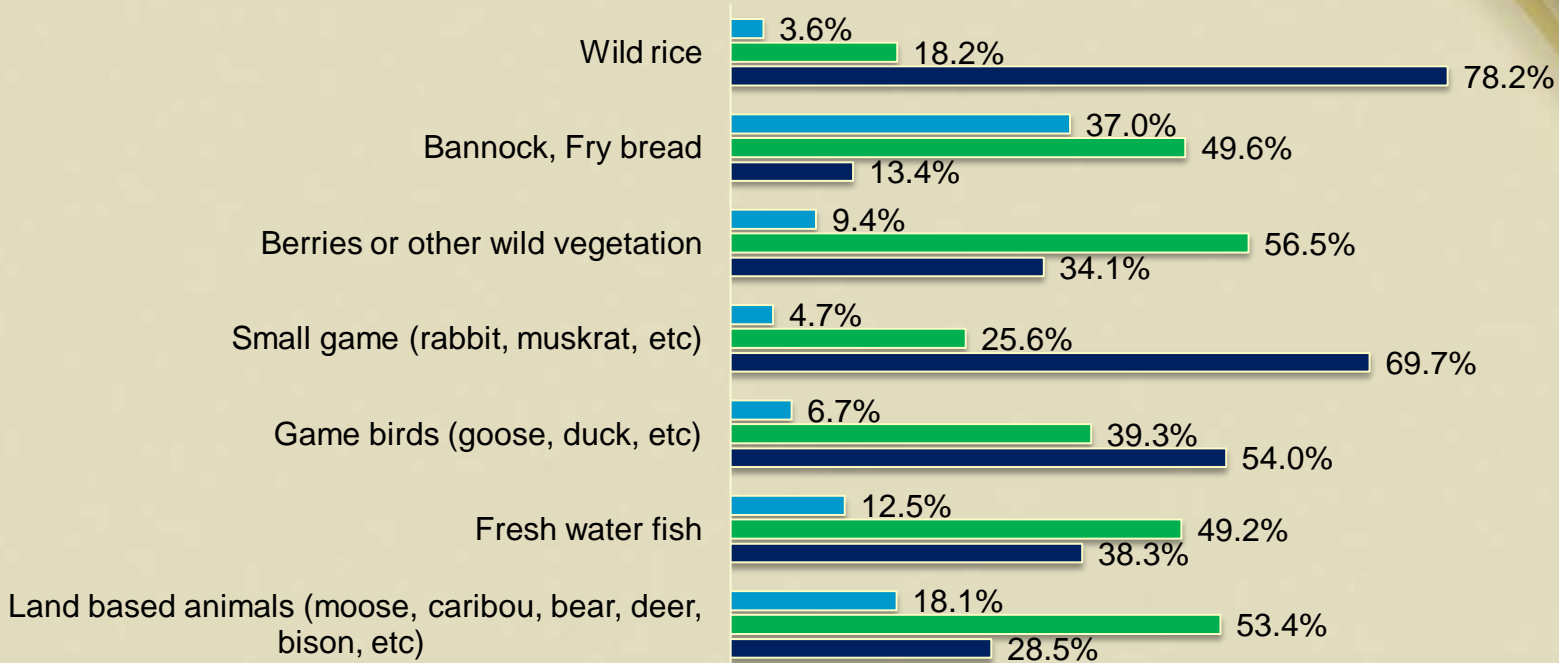 Wild rice
3.6%
18.2%
78.2%
Bannock, Fry bread
37.0%
49.6%
13.4%
Berries or other wild vegetation
9.4%
56.5%
34.1%
Small game (rabbit, muskrat, etc)
4.7%
25.6%
69.7%
Game birds (goose, duck, etc)
6.7%
39.3%
54.0%
Fresh water fish
12.5%
49.2%
38.3%
Land based animals (moose, caribou, bear, deer,
bison, etc)
18.1%
53.4%
28.5%